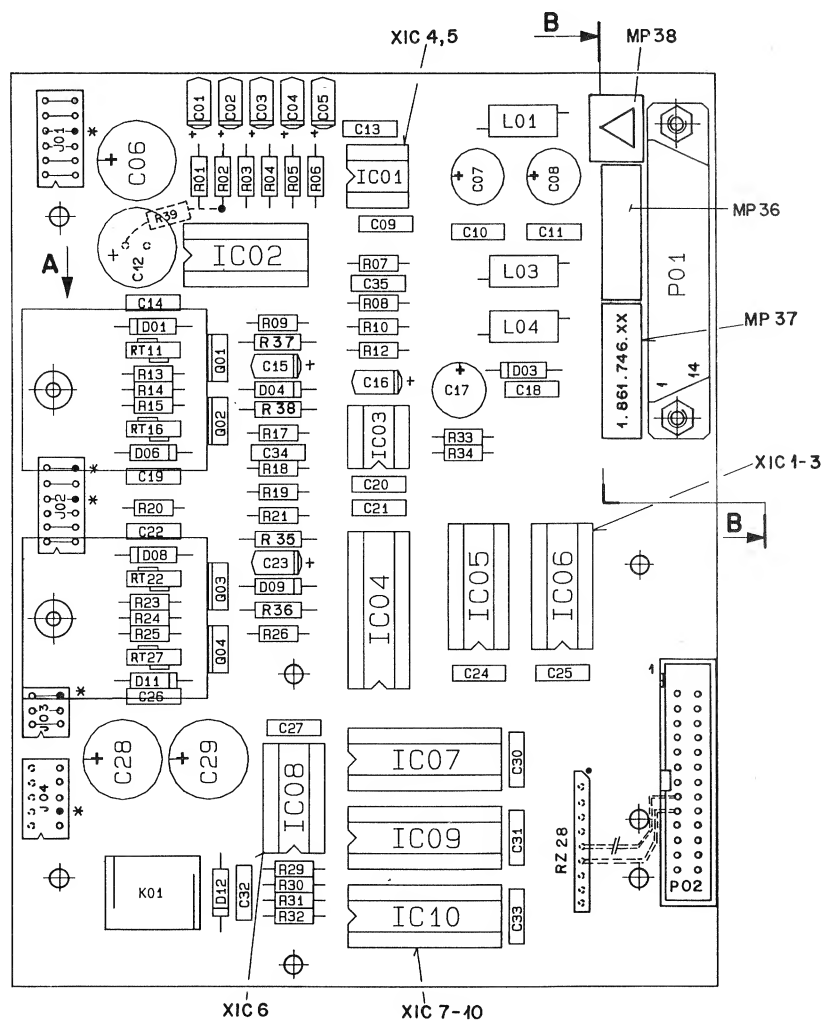 XIC 4,5
B
MP 38
J01
*
C06
+
C01
C02
C03
C04
C05
+ + + + +
R01
R02
R03
R04
R05
R06
C13
IC01
L01
+
C07
+
C08
MP 36
R39
C09
C10
C11
A
+
C12
IC02
R07
C35
R08
R10
R12
L03
L04
P01
C14
D01
RT11
R13
R14
R15
RT16
D06
Q01
Q02
R09
R37
C15 +
D04
R38
R17
C34
R18
R19
R21
R35
C23 +
D09
R36
R26
C16 +
+
C17
D03
C18
MP 37
1.861.746.XX
1
14
IC03
R33
R34
XIC 1-3
C19
J02
*
*
R20
C22
C20
C21
B
D08
RT22
R23
R24
R25
RT27
D11
C26
Q03
Q04
IC04
IC05
IC06
C24
C25
J03
*
1
C27
+
C28
+
C29
IC08
IC07
C30
J04
*
IC09
C31
RZ 28
P02
K01
D12
C32
R29
R30
R31
R32
IC10
C33
XIC 6
XIC 7-10